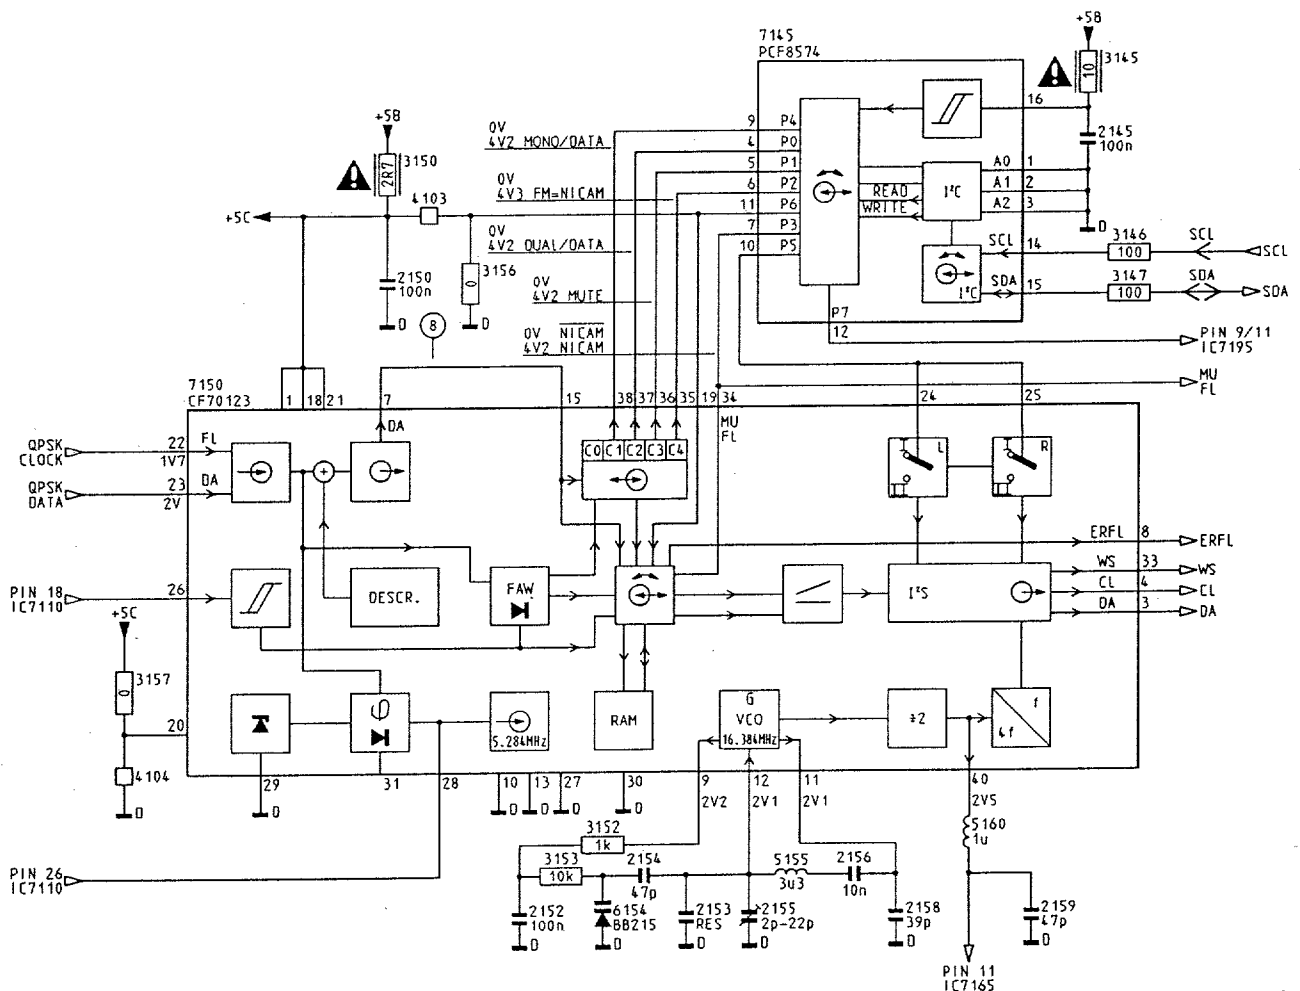 +5B
7145
PCF8574
3145
10
16
2145
100n
+5B
3150
2R7
4103
+5C
2150
100n
3156
0
D
D
8
0V
4V2 MONO/DATA
0V
4V3 FM=NICAM
0V
4V2 DUAL/DATA
0V
4V2 MUTE
0V N̅I̅C̅A̅M̅
4V2 NICAM
9 P4
4 P0
5 P1
6 P2
11 P6
7 P3
10 P5
READ
WRITE
I²C
A0 1
A1 2
A2 3
D
SCL 14
3146
100
SCL
SCL
SDA 15
3147
100
SDA
SDA
I²C
P7
12
PIN 9/11
IC7195
MU
FL
7150
CF70123
1
18
21
7
15
38
37
36
35
19
34
24
25
DA
MU
FL
QPSK
CLOCK
22
1V7
FL
QPSK
DATA
23
2V
DA
C0
C1
C2
C3
C4
I
L
II
I
R
II
ERFL 8
ERFL
WS 33
WS
CL 4
CL
DA 3
DA
PIN 18
IC7110
26
DESCR.
FAW
I²S
+5C
3157
0
20
4104
D
5.284MHz
RAM
G
VCO
16.384MHz
÷2
f
4f
29
D
31
28
10
D
13
D
27
D
30
D
9
2V2
12
2V1
11
2V1
40
2V5
5160
1u
3152
1k
3153
10k
2154
47p
5155
3u3
2156
10n
PIN 26
IC7110
2152
100n
D
6154
BB215
D
2153
RES
D
2155
2p-22p
D
2158
39p
D
2159
47p
D
PIN 11
IC7165